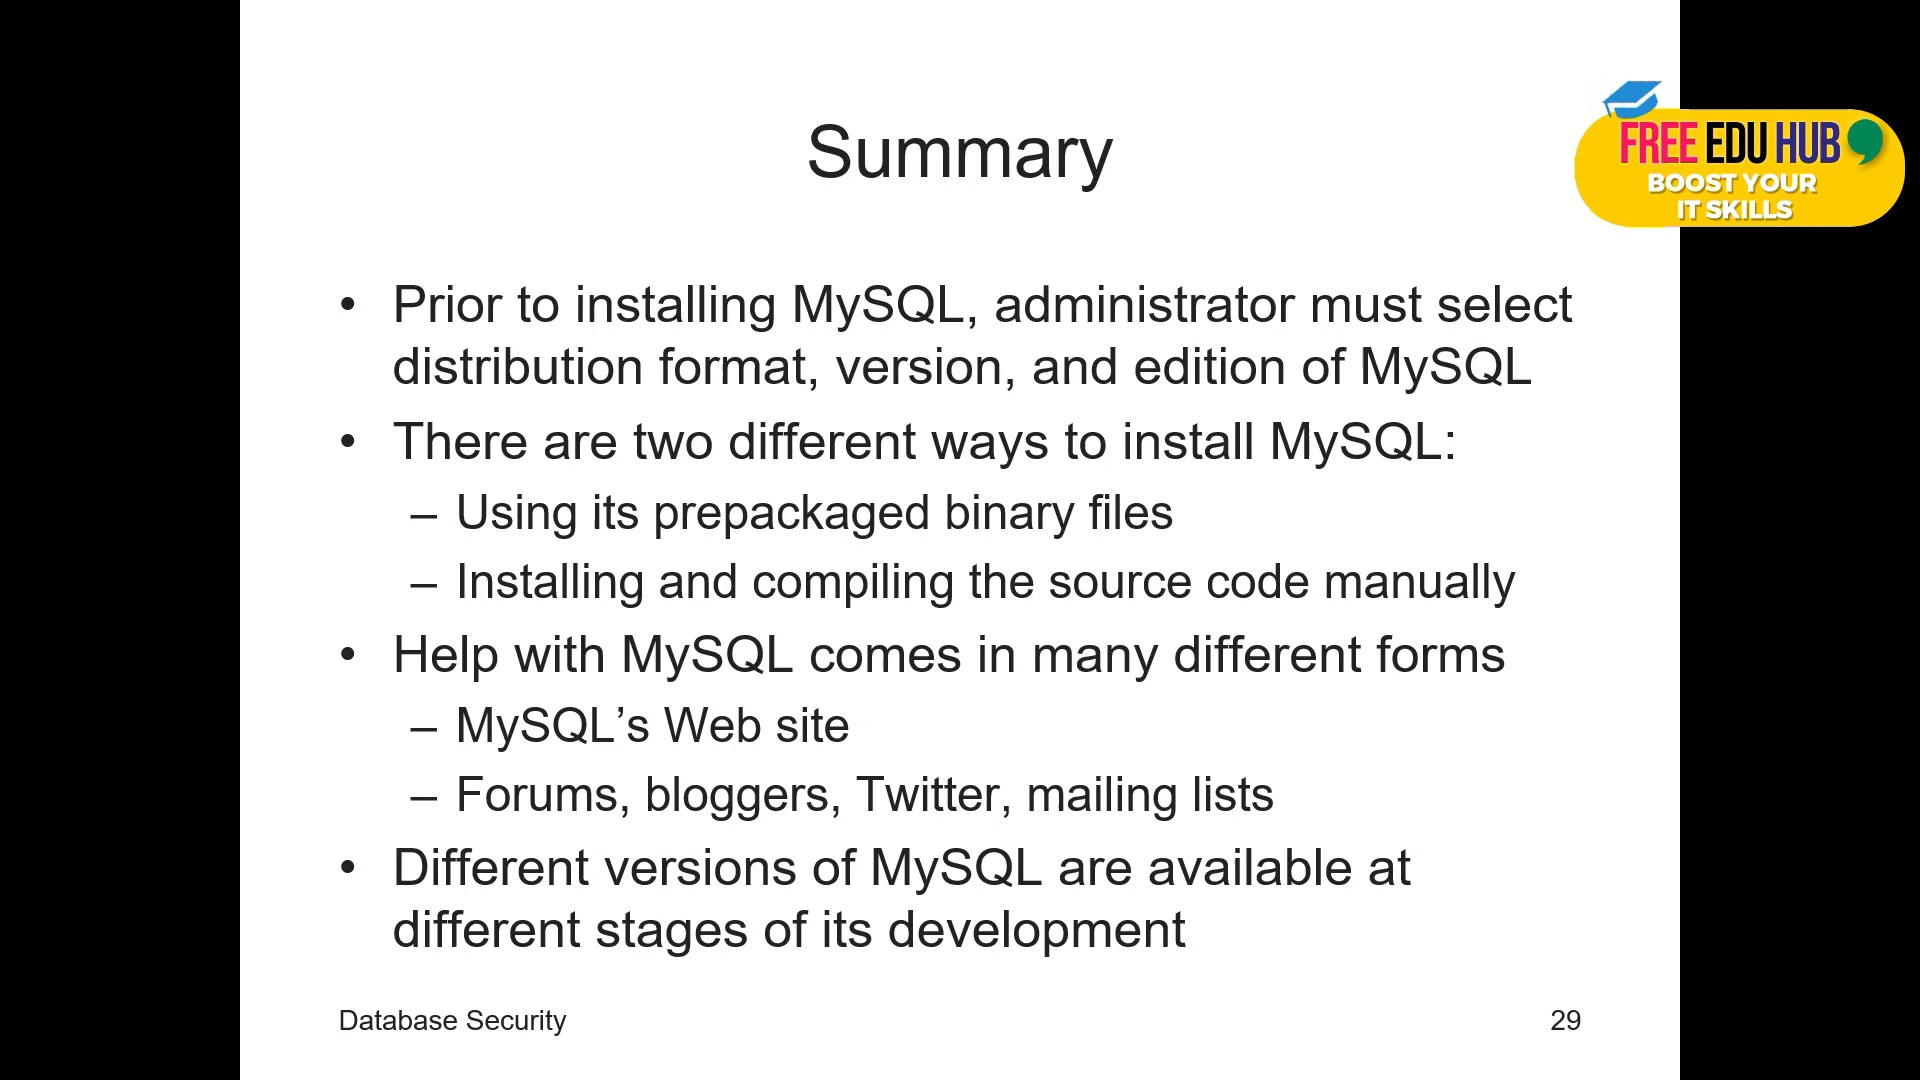 Summary
FREE EDU HUB
BOOST YOUR
IT SKILLS
• Prior to installing MySQL, administrator must select
distribution format, version, and edition of MySQL
• There are two different ways to install MySQL:
– Using its prepackaged binary files
– Installing and compiling the source code manually
• Help with MySQL comes in many different forms
– MySQL’s Web site
– Forums, bloggers, Twitter, mailing lists
• Different versions of MySQL are available at
different stages of its development
Database Security
29